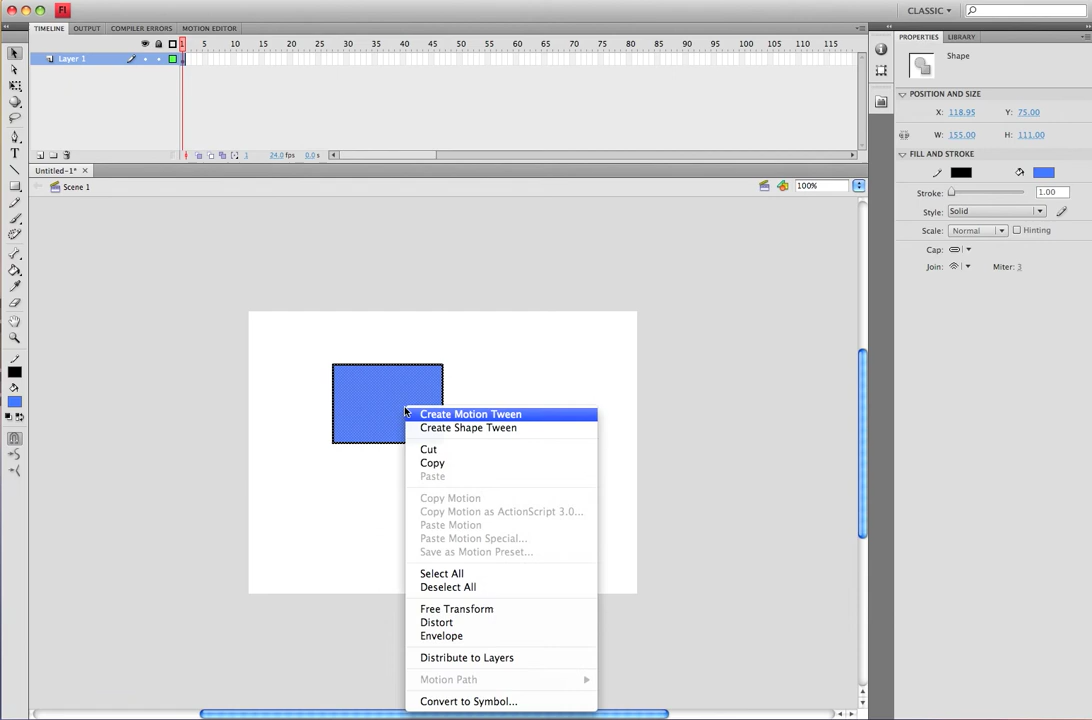 Fl CLASSIC
TIMELINE OUTPUT COMPILER ERRORS MOTION EDITOR
1 5 10 15 20 25 30 35 40 45 50 55 60 65 70 75 80 85 90 95 100 105 110 115
Layer 1
1 24.0 fps 0.0 s
Untitled-1*
Scene 1
100%
T
Create Motion Tween
Create Shape Tween
Cut
Copy
Paste
Copy Motion
Copy Motion as ActionScript 3.0...
Paste Motion
Paste Motion Special...
Save as Motion Preset...
Select All
Deselect All
Free Transform
Distort
Envelope
Distribute to Layers
Motion Path
Convert to Symbol...
PROPERTIES LIBRARY
Shape
POSITION AND SIZE
X: 118.95 Y: 75.00
W: 155.00 H: 111.00
FILL AND STROKE
Stroke: 1.00
Style: Solid
Scale: Normal Hinting
Cap:
Join: Miter: 3